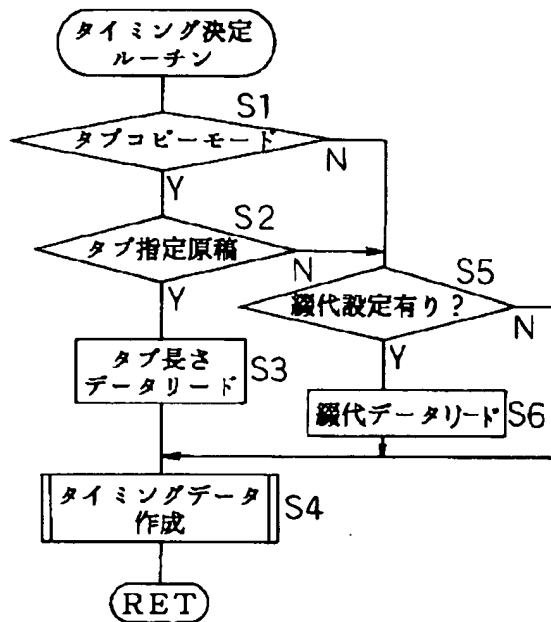 タイミング決定
ルーチン
S1
タブコピーモード
N
Y
S2
タブ指定原稿
N
Y
S5
綴代設定有り?
N
Y
タブ長さ
データリード
S3
綴代データリード
S6
タイミングデータ
作成
S4
RET